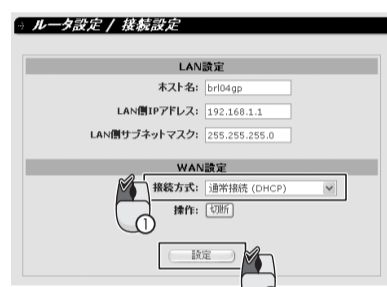 ルータ設定 / 接続設定
LAN設定
ホスト名: brl04gp
LAN側IPアドレス: 192.168.1.1
LAN側サブネットマスク: 255.255.255.0
WAN設定
接続方式: 通常接続 (DHCP)
①
操作: 切断
設定